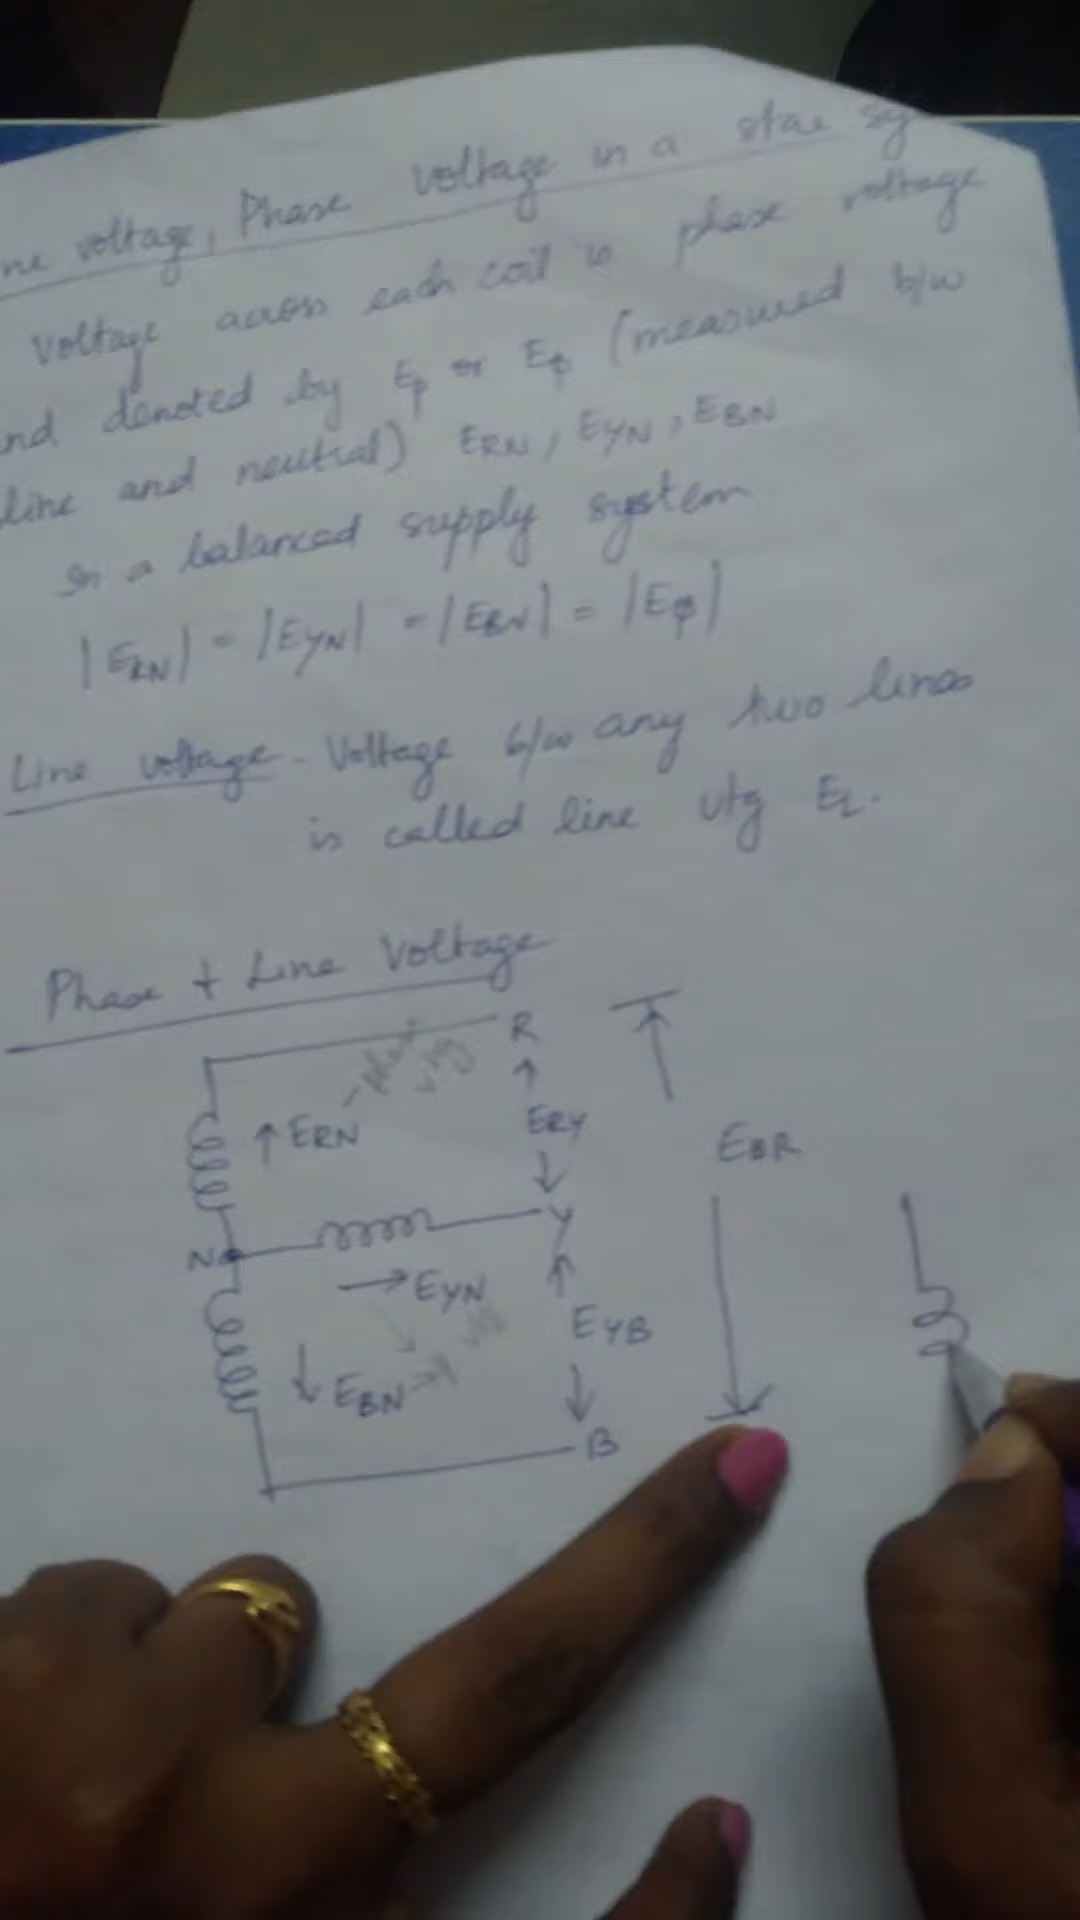 ne voltage, Phase voltage in a star sy
Voltage across each coil is phase voltage
nd denoted by Ep or Eφ (measured b/w
line and neutral) ERN, EYN, EBN
In a balanced supply system
|ERN| = |EYN| = |EBN| = |Eφ|
Line voltage - Voltage b/w any two lines
is called line vtg EL.
Phase + Line Voltage
R
↑ ERN
ERY
EBR
N
Y
→ EYN
EYB
↓ EBN
B